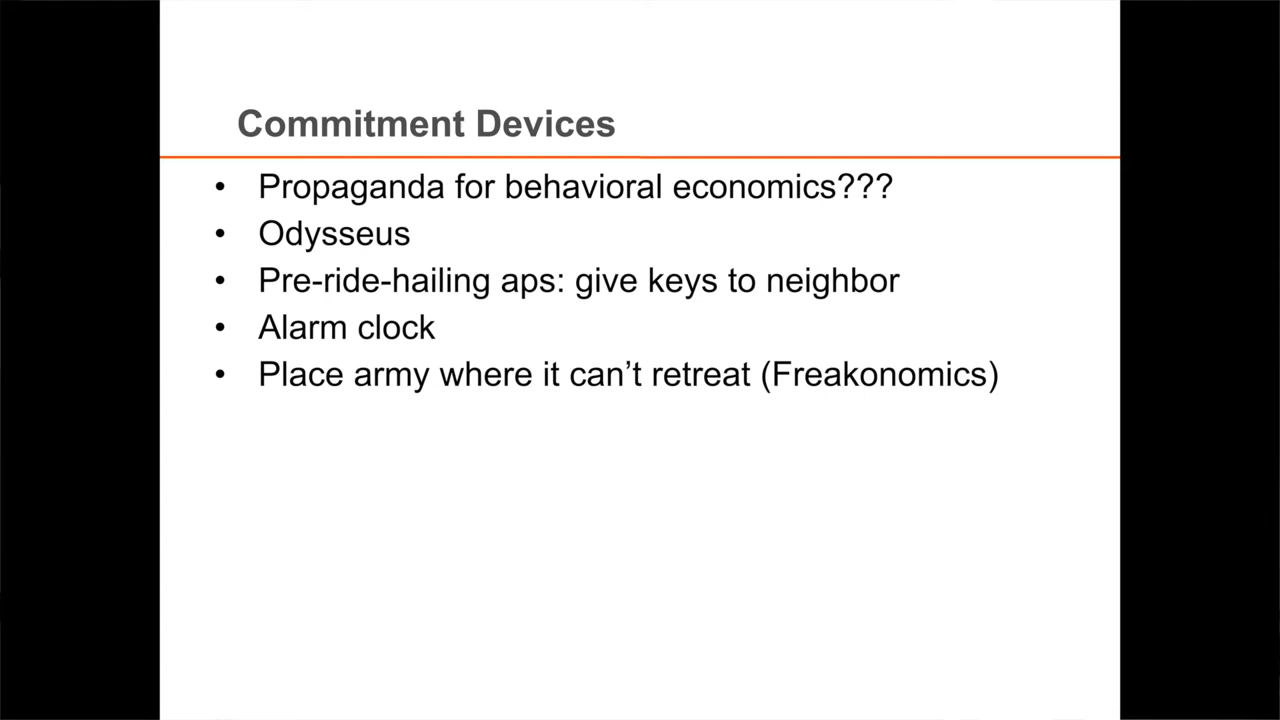 Commitment Devices
• Propaganda for behavioral economics???
• Odysseus
• Pre-ride-hailing aps: give keys to neighbor
• Alarm clock
• Place army where it can’t retreat (Freakonomics)